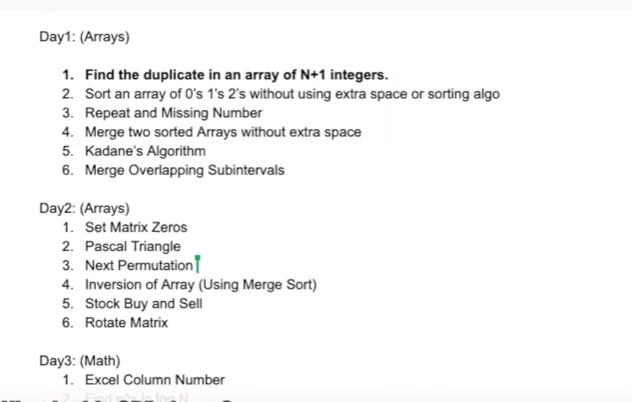 Day1: (Arrays)
1. Find the duplicate in an array of N+1 integers.
2. Sort an array of 0's 1's 2's without using extra space or sorting algo
3. Repeat and Missing Number
4. Merge two sorted Arrays without extra space
5. Kadane's Algorithm
6. Merge Overlapping Subintervals
Day2: (Arrays)
1. Set Matrix Zeros
2. Pascal Triangle
3. Next Permutation
4. Inversion of Array (Using Merge Sort)
5. Stock Buy and Sell
6. Rotate Matrix
Day3: (Math)
1. Excel Column Number
2. Find n^x in log N